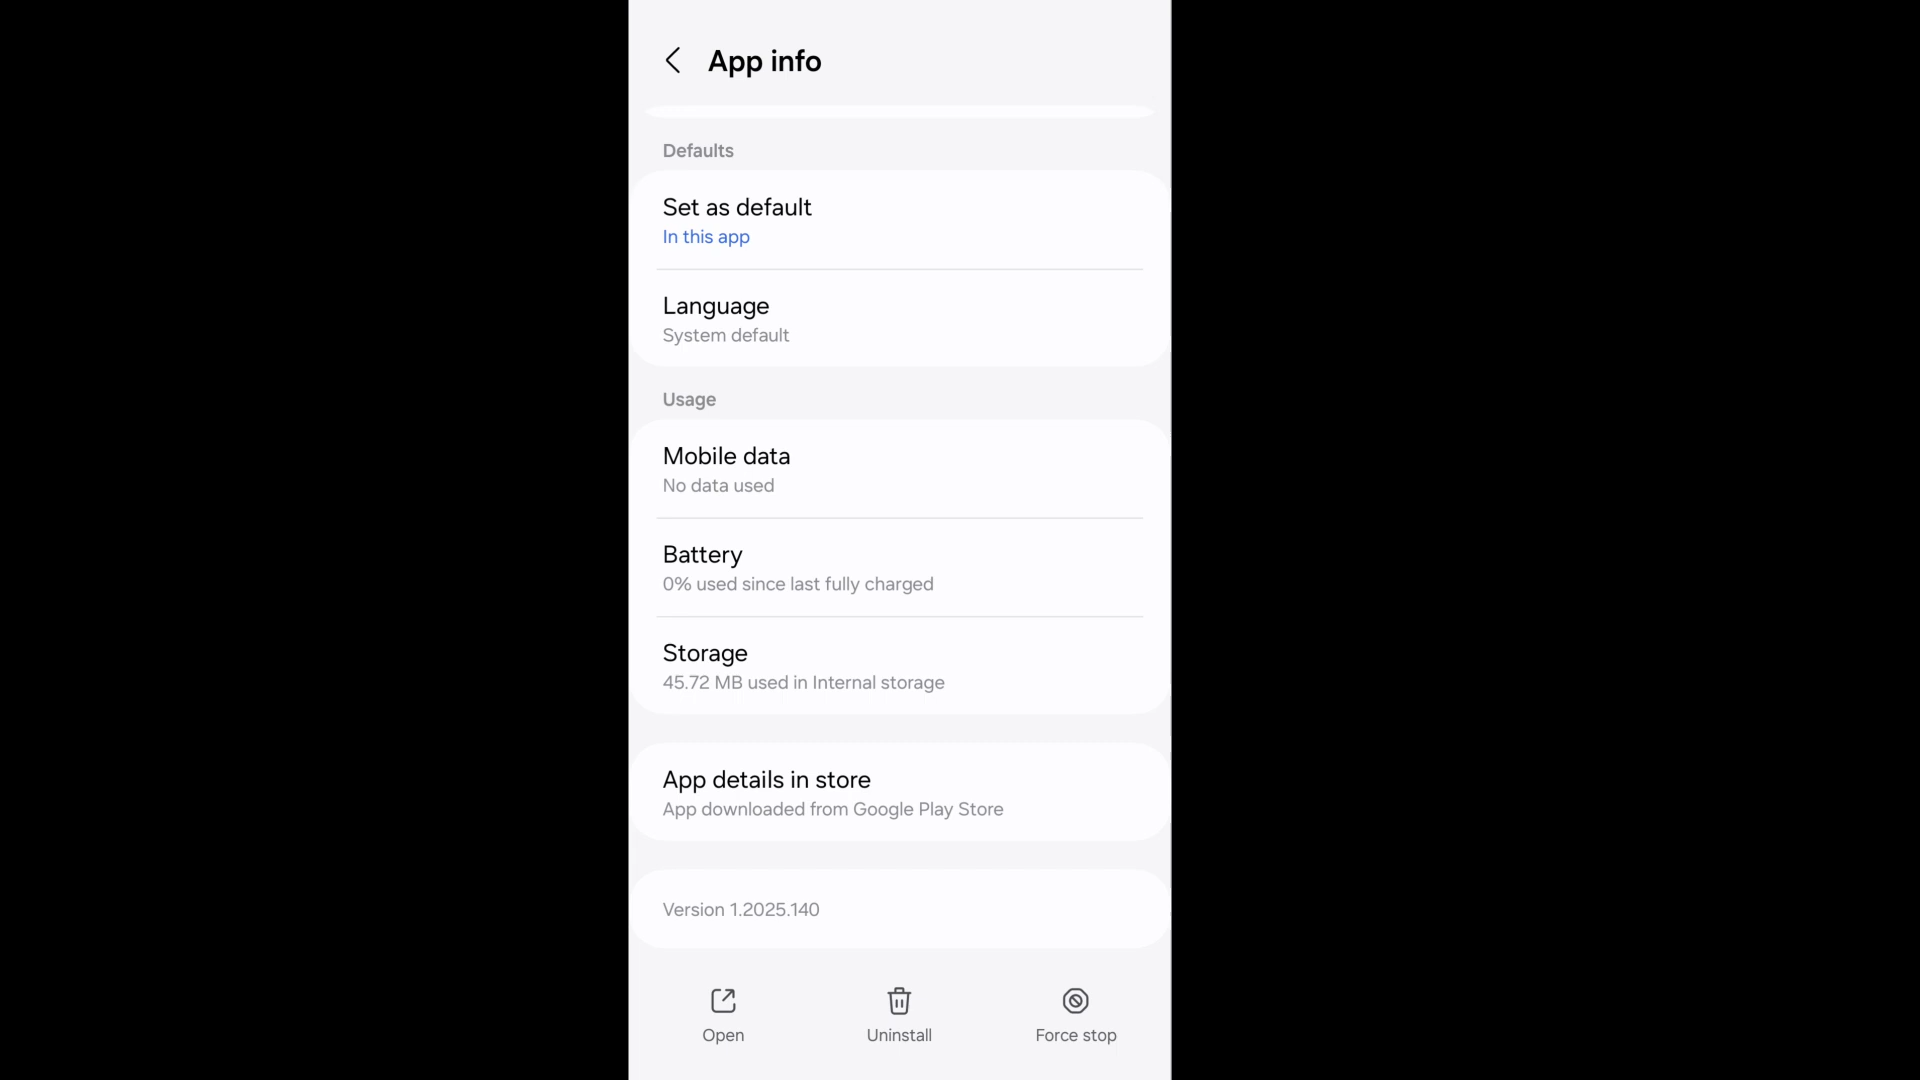 App info
Defaults
Set as default
In this app
Language
System default
Usage
Mobile data
No data used
Battery
0% used since last fully charged
Storage
45.72 MB used in Internal storage
App details in store
App downloaded from Google Play Store
Version 1.2025.140
Open
Uninstall
Force stop